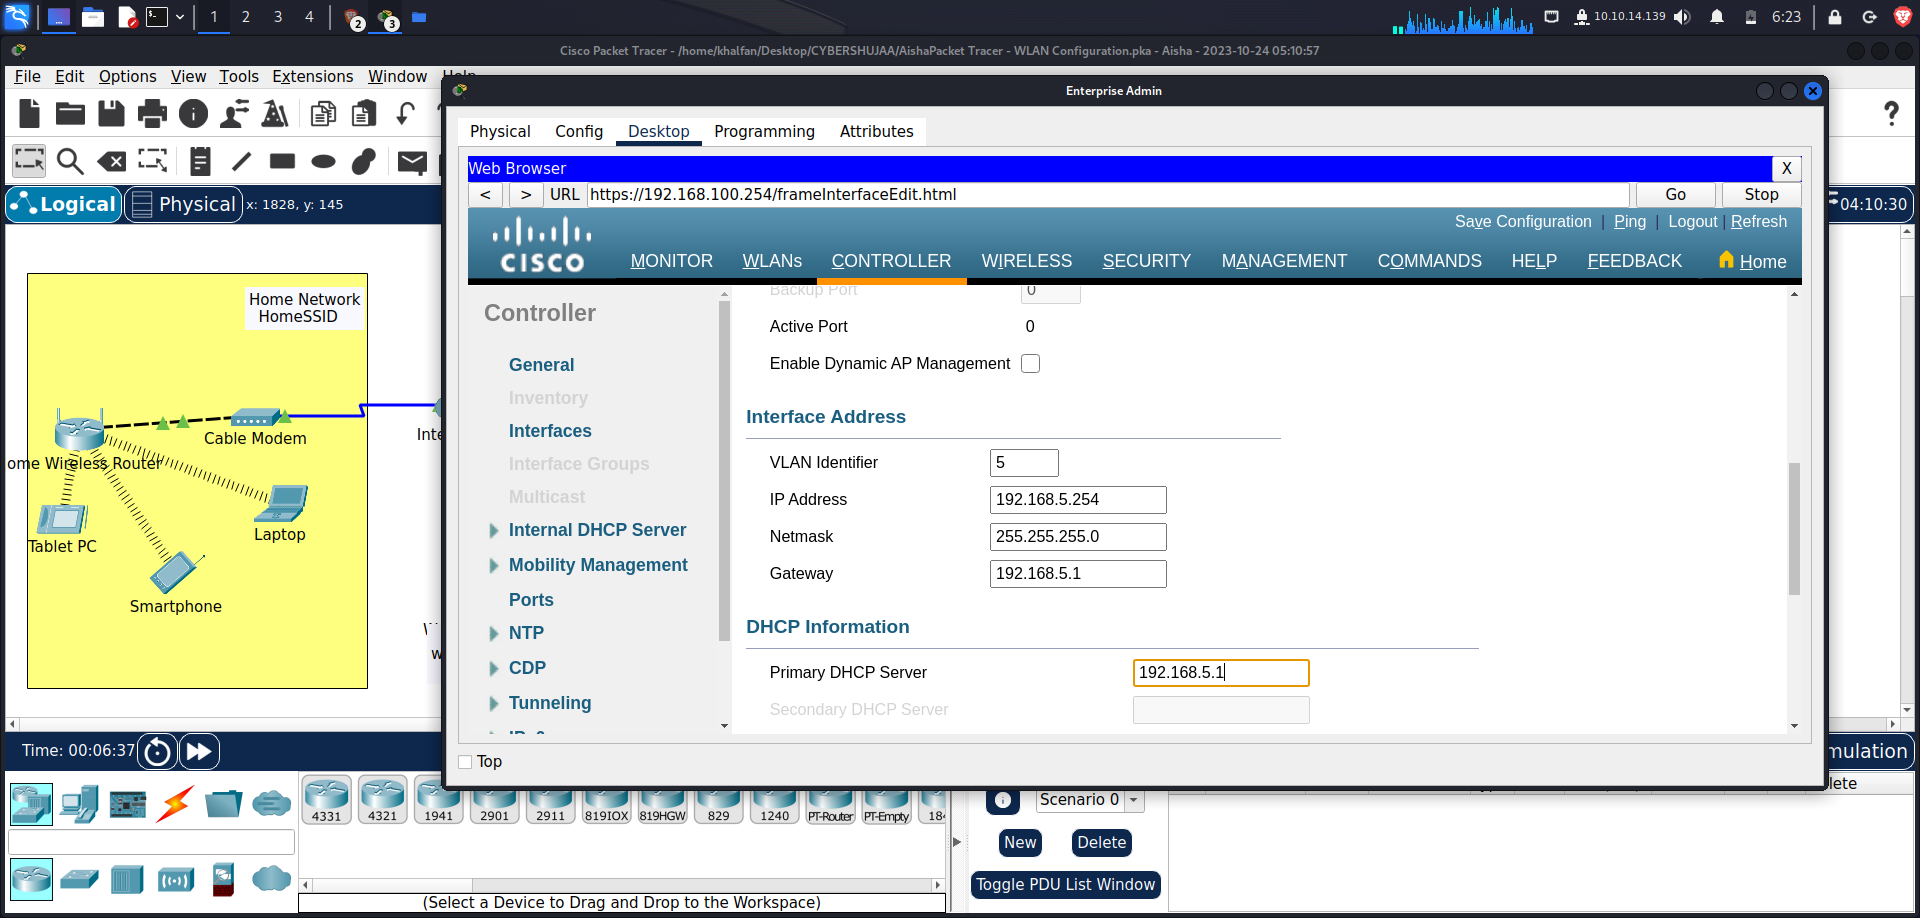 1 2 3 4 2 3 10.10.14.139 6:23
Cisco Packet Tracer - /home/khalfan/Desktop/CYBERSHUJAA/AishaPacket Tracer - WLAN Configuration.pka - Aisha - 2023-10-24 05:10:57
File Edit Options View Tools Extensions Window Help
Enterprise Admin
Physical Config Desktop Programming Attributes
Web Browser X
< > URL https://192.168.100.254/frameInterfaceEdit.html Go Stop
Logical Physical x: 1828, y: 145 04:10:30
Save Configuration | Ping | Logout | Refresh
CISCO MONITOR WLANs CONTROLLER WIRELESS SECURITY MANAGEMENT COMMANDS HELP FEEDBACK Home
Controller
General
Inventory
Interfaces
Interface Groups
Multicast
Internal DHCP Server
Mobility Management
Ports
NTP
CDP
Tunneling
Backup Port 0
Active Port 0
Enable Dynamic AP Management
Interface Address
VLAN Identifier 5
IP Address 192.168.5.254
Netmask 255.255.255.0
Gateway 192.168.5.1
DHCP Information
Primary DHCP Server 192.168.5.1
Secondary DHCP Server
Top
Home Network
HomeSSID
Cable Modem
Inte
ome Wireless Router
Laptop
Tablet PC
Smartphone
w
Time: 00:06:37 mulation
4331 4321 1941 2901 2911 819IOX 819HGW 829 1240 PT-Router PT-Empty 184
Scenario 0 lete
New Delete
Toggle PDU List Window
(Select a Device to Drag and Drop to the Workspace)